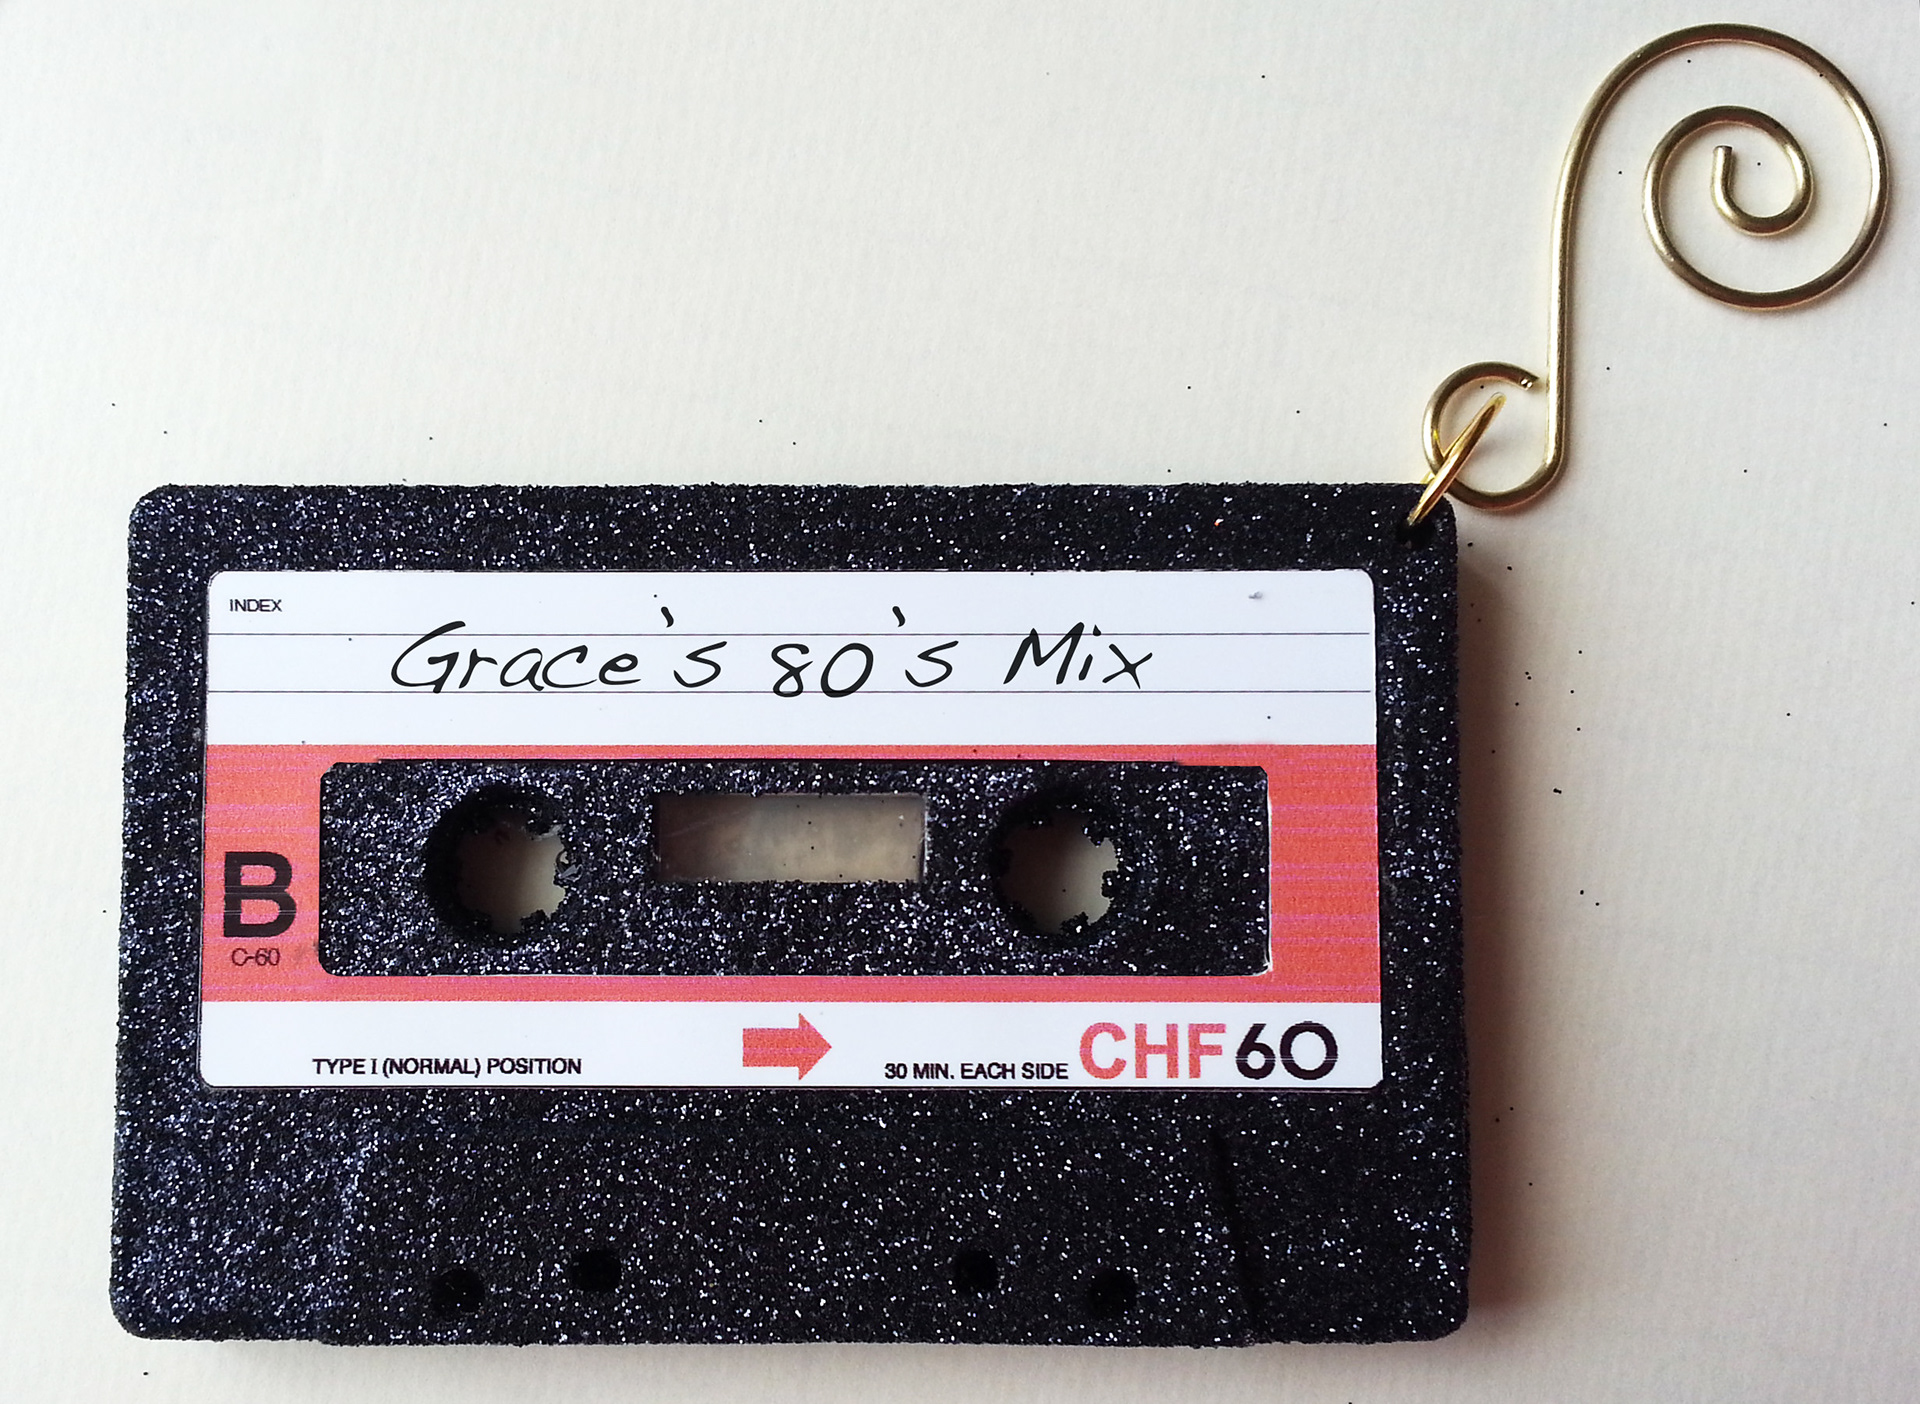 INDEX
Grace's 80's Mix
B
C-60
TYPE I (NORMAL) POSITION
30 MIN. EACH SIDE CHF60